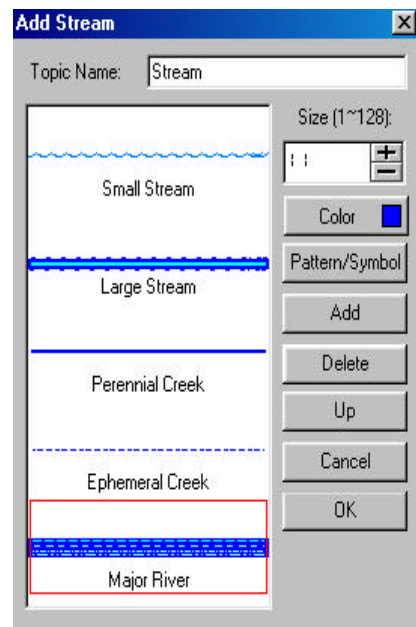 Add Stream
Topic Name: Stream
Size (1~128):
11
Small Stream
Large Stream
Perennial Creek
Ephemeral Creek
Major River
Color
Pattern/Symbol
Add
Delete
Up
Cancel
OK